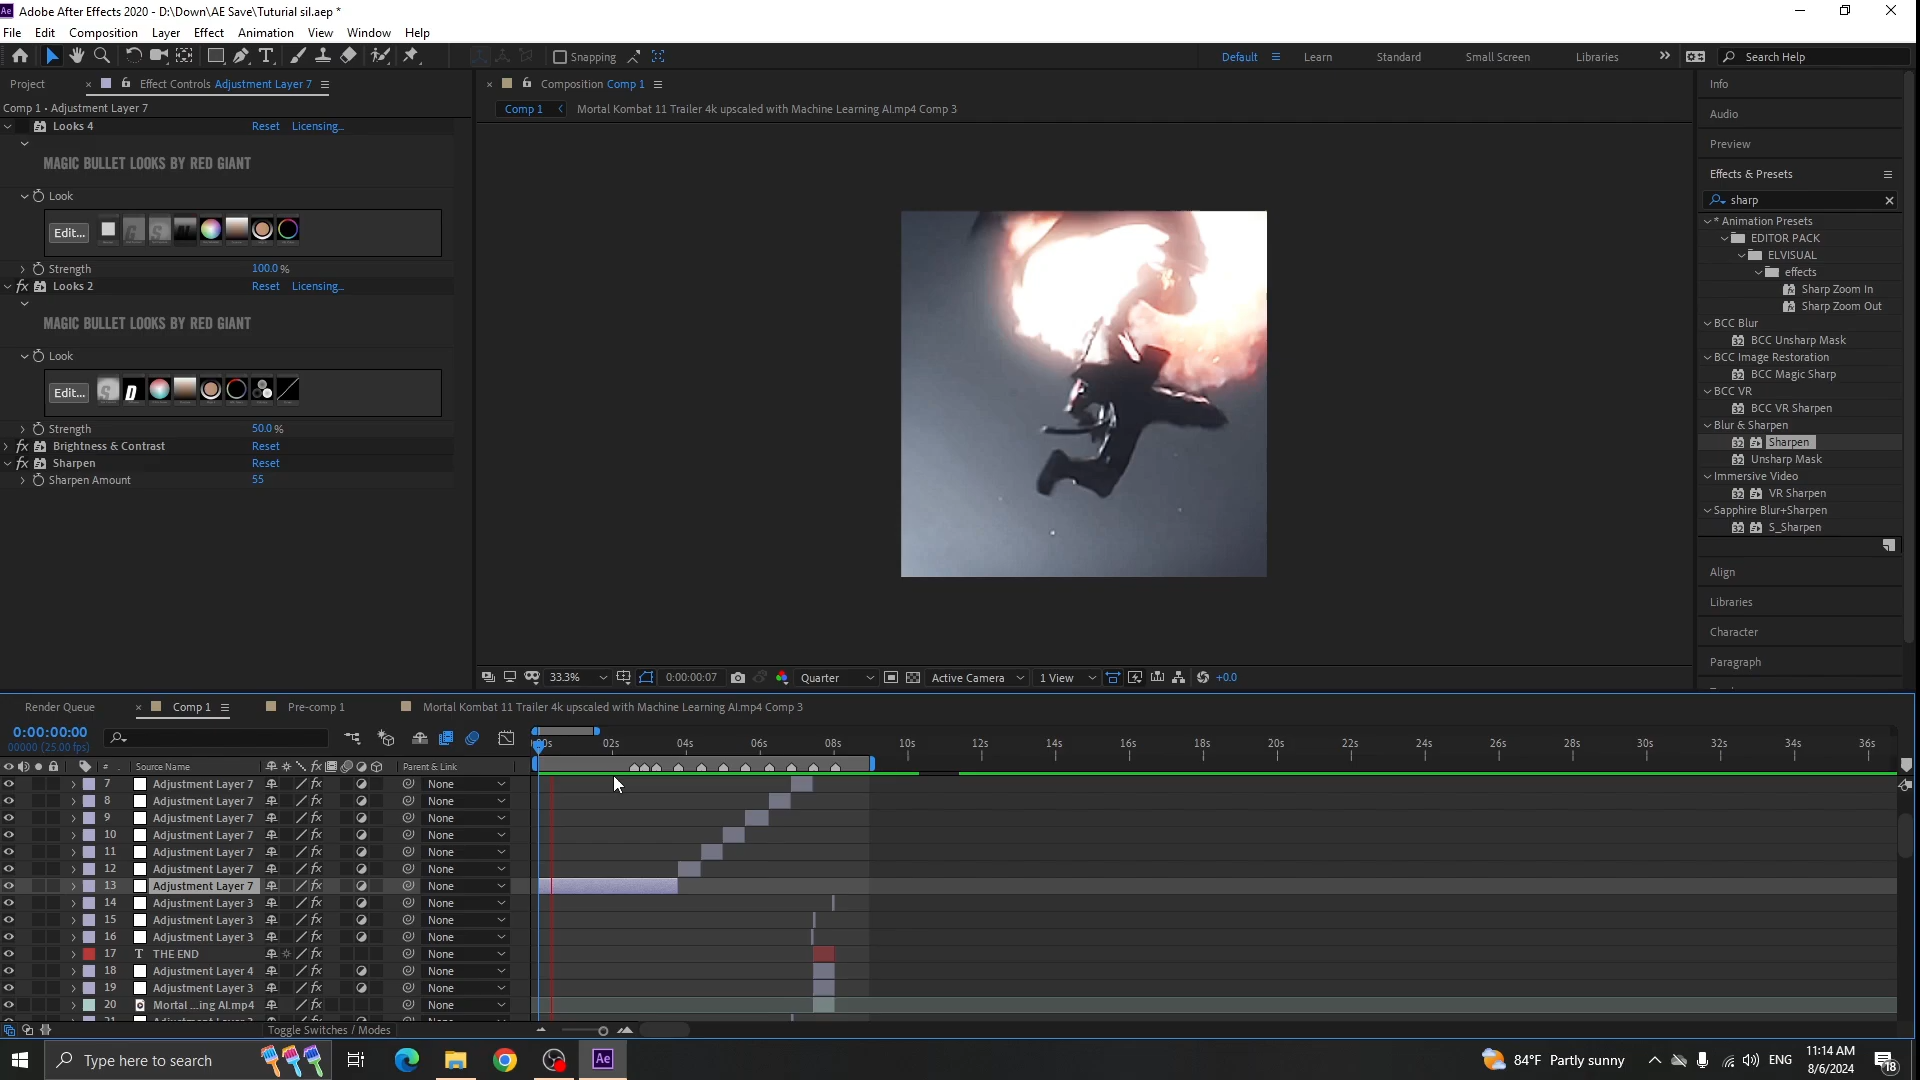 Adobe After Effects 2020 - D:\Down\AE Save\Tuturial sil.aep *
File Edit Composition Layer Effect Animation View Window Help
Snapping Default Learn Standard Small Screen Libraries Search Help
Project Effect Controls Adjustment Layer 7
Composition Comp 1
Info
Comp 1 • Adjustment Layer 7
Comp 1 Mortal Kombat 11 Trailer 4k upscaled with Machine Learning AI.mp4 Comp 3
Audio
Looks 4 Reset Licensing...
Preview
MAGIC BULLET LOOKS BY RED GIANT
Effects & Presets
Look
sharp
Edit...
* Animation Presets
EDITOR PACK
ELVISUAL
Strength 100.0 %
effects
Looks 2 Reset Licensing...
Sharp Zoom In
Sharp Zoom Out
MAGIC BULLET LOOKS BY RED GIANT
BCC Blur
BCC Unsharp Mask
Look
BCC Image Restoration
BCC Magic Sharp
Edit...
BCC VR
BCC VR Sharpen
Strength 50.0 %
Blur & Sharpen
Brightness & Contrast Reset
Sharpen
Sharpen Reset
Unsharp Mask
Sharpen Amount 55
Immersive Video
VR Sharpen
Sapphire Blur+Sharpen
S_Sharpen
Align
Libraries
Character
Paragraph
33.3% 0:00:00:07 Quarter Active Camera 1 View +0.0
Render Queue Comp 1 Pre-comp 1 Mortal Kombat 11 Trailer 4k upscaled with Machine Learning AI.mp4 Comp 3
0:00:00:00
00000 (25.00 fps)
00s 02s 04s 06s 08s 10s 12s 14s 16s 18s 20s 22s 24s 26s 28s 30s 32s 34s 36s
# Source Name Parent & Link
7 Adjustment Layer 7 None
8 Adjustment Layer 7 None
9 Adjustment Layer 7 None
10 Adjustment Layer 7 None
11 Adjustment Layer 7 None
12 Adjustment Layer 7 None
13 Adjustment Layer 7 None
14 Adjustment Layer 3 None
15 Adjustment Layer 3 None
16 Adjustment Layer 3 None
17 T THE END None
18 Adjustment Layer 4 None
19 Adjustment Layer 3 None
20 Mortal ...ing AI.mp4 None
Toggle Switches / Modes
Type here to search
84°F Partly sunny ENG 11:14 AM
8/6/2024 18